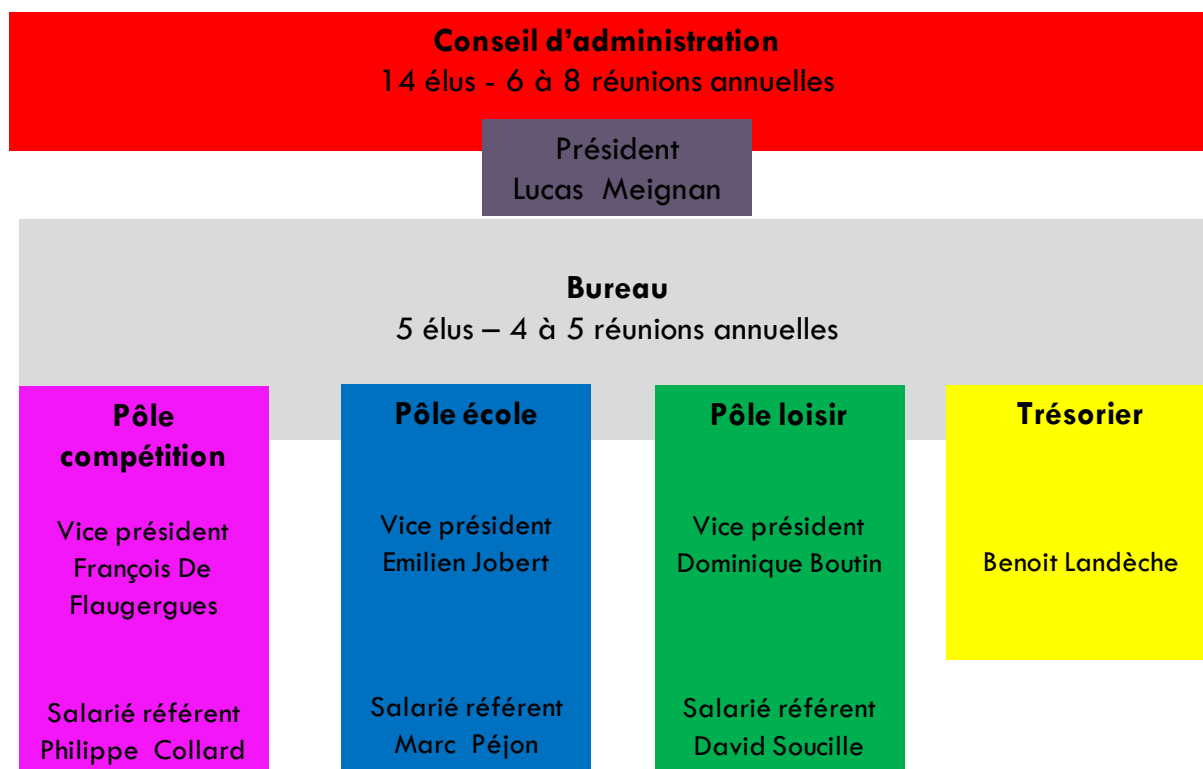 Conseil d’administration
14 élus - 6 à 8 réunions annuelles
Président
Lucas Meignan
Bureau
5 élus – 4 à 5 réunions annuelles
Pôle
compétition
Vice président
François De
Flaugergues
Salarié référent
Philippe Collard
Pôle école
Vice président
Emilien Jobert
Salarié référent
Marc Péjon
Pôle loisir
Vice président
Dominique Boutin
Salarié référent
David Soucille
Trésorier
Benoit Landèche